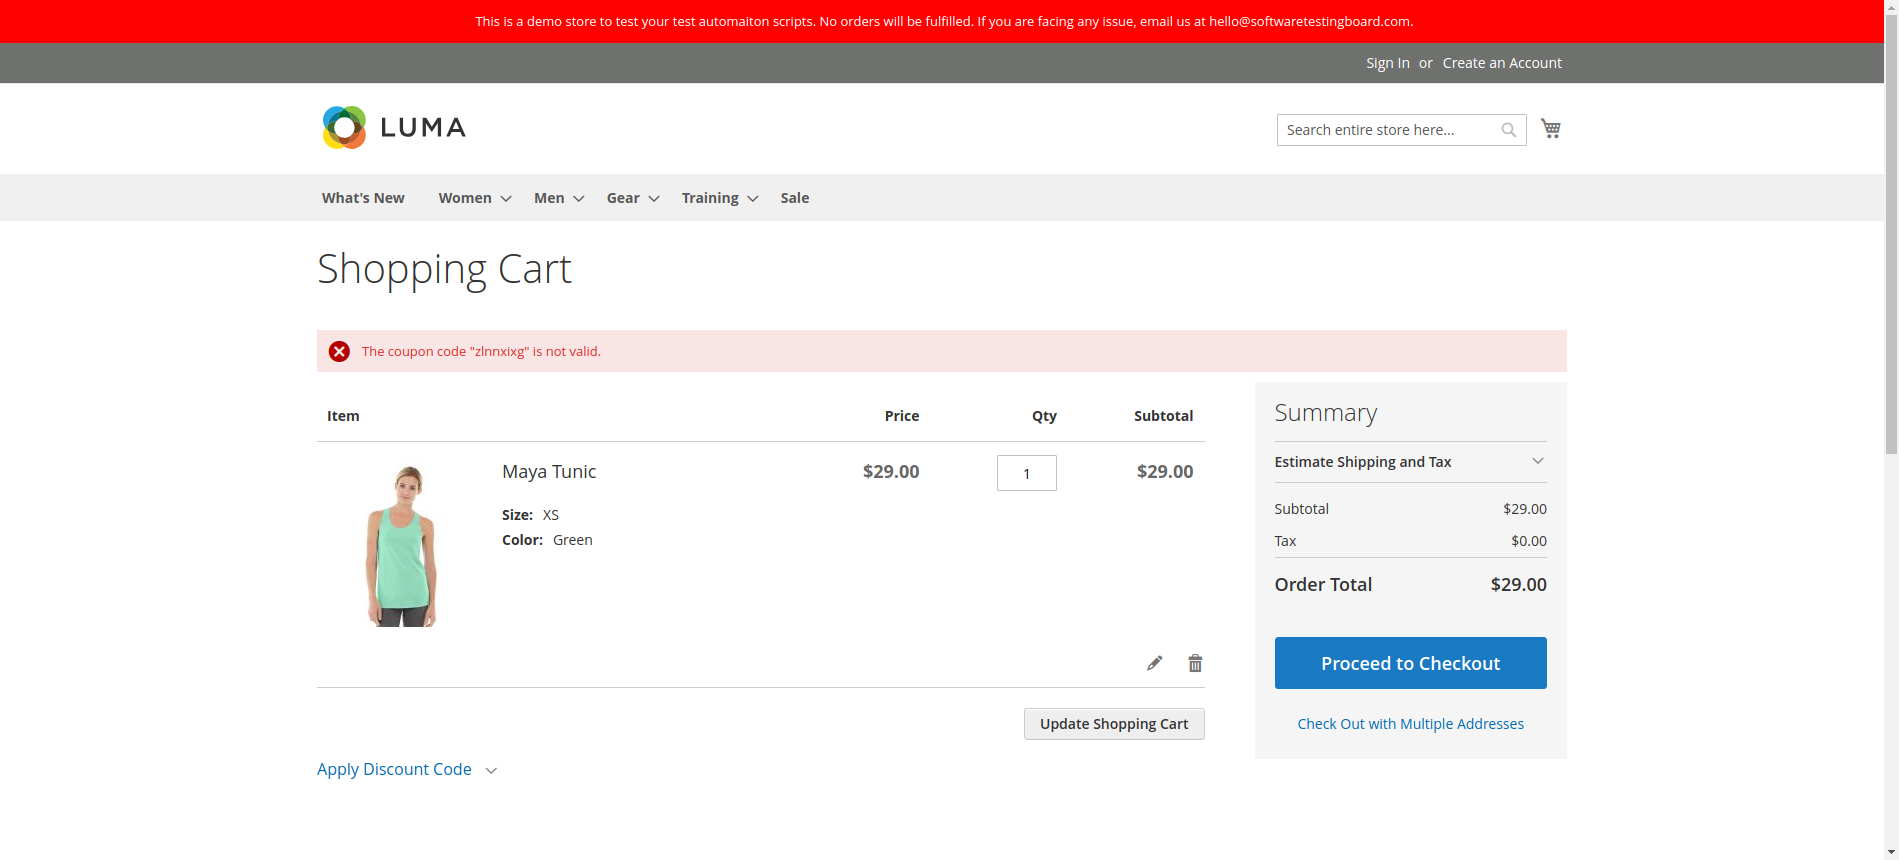 This is a demo store to test your test automaiton scripts. No orders will be fulfilled. If you are facing any issue, email us at hello@softwaretestingboard.com.
Sign In or Create an Account
LUMA
Search entire store here...
What's New Women Men Gear Training Sale
Shopping Cart
The coupon code "zlnnxixg" is not valid.
Item Price Qty Subtotal
Maya Tunic $29.00 1 $29.00
Size: XS
Color: Green
Update Shopping Cart
Apply Discount Code
Summary
Estimate Shipping and Tax
Subtotal $29.00
Tax $0.00
Order Total $29.00
Proceed to Checkout
Check Out with Multiple Addresses